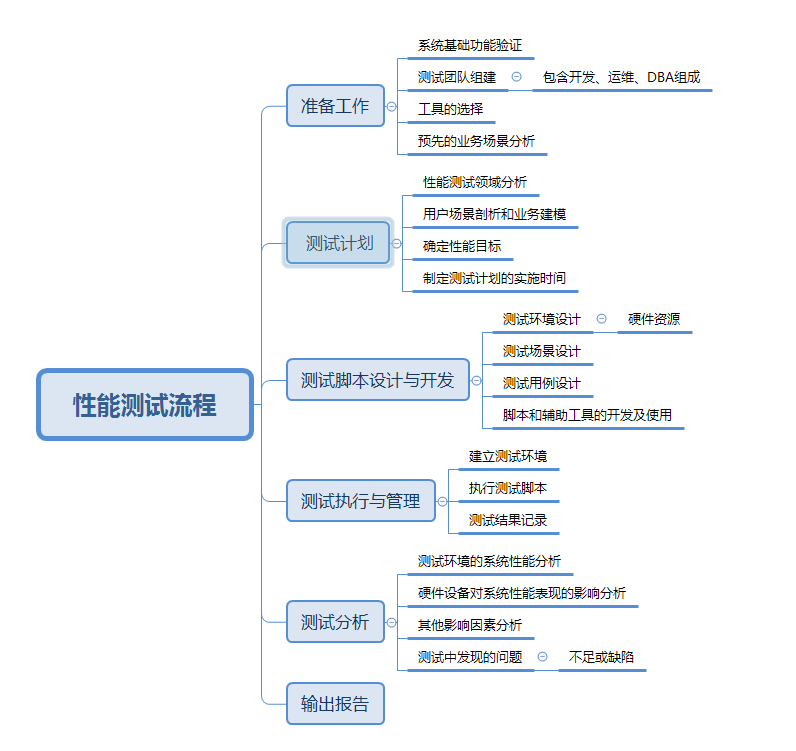 性能测试流程
准备工作
系统基础功能验证
测试团队组建
包含开发、运维、DBA组成
工具的选择
预先的业务场景分析
测试计划
性能测试领域分析
用户场景剖析和业务建模
确定性能目标
制定测试计划的实施时间
测试脚本设计与开发
测试环境设计
硬件资源
测试场景设计
测试用例设计
脚本和辅助工具的开发及使用
测试执行与管理
建立测试环境
执行测试脚本
测试结果记录
测试分析
测试环境的系统性能分析
硬件设备对系统性能表现的影响分析
其他影响因素分析
测试中发现的问题
不足或缺陷
输出报告